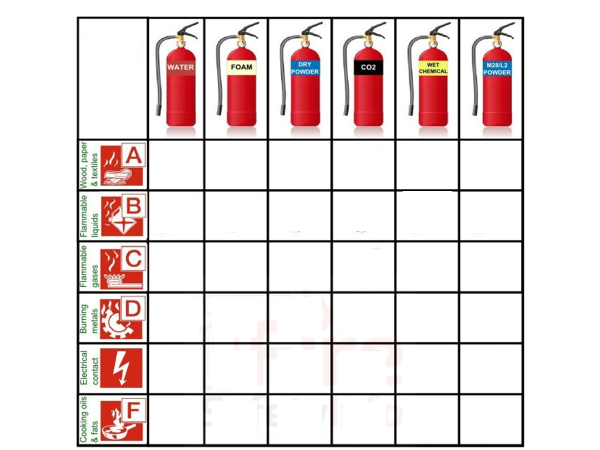 WATER
FOAM
DRY
POWDER
CO2
WET
CHEMICAL
M28/L2
POWDER
Wood, paper
& textiles
A
Flammable
liquids
B
Flammable
gases
C
Burning
metals
D
Electrical
contact
Cooking oils
& fats
F